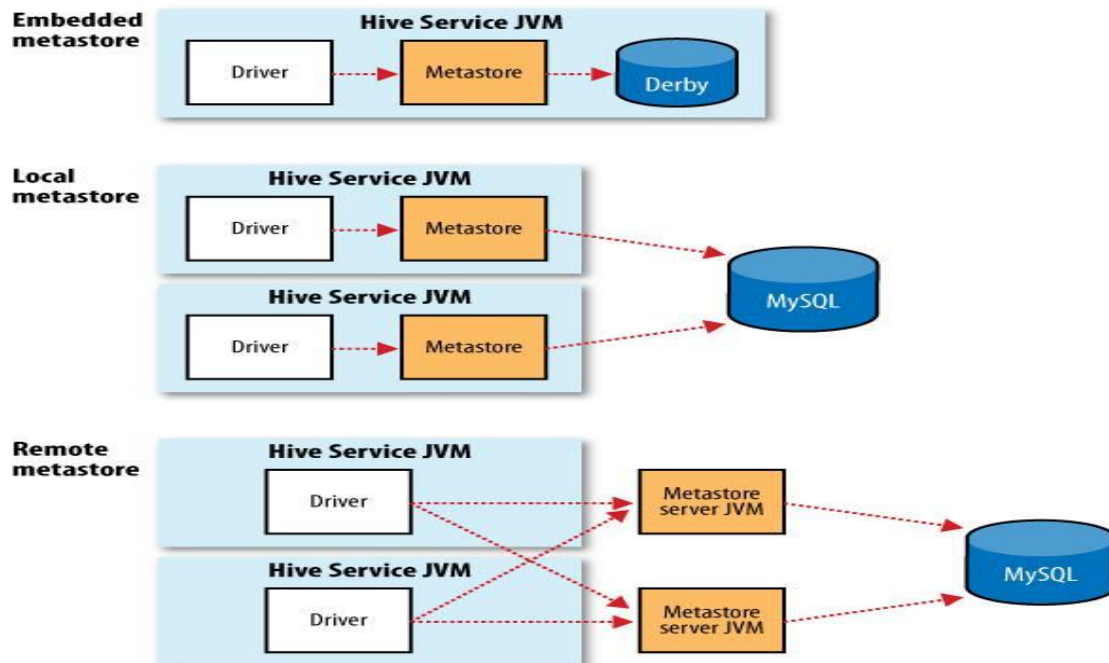 Embedded
metastore
Hive Service JVM
Driver
Metastore
Derby
Local
metastore
Hive Service JVM
Driver
Metastore
Hive Service JVM
Driver
Metastore
MySQL
Remote
metastore
Hive Service JVM
Driver
Metastore
server JVM
Hive Service JVM
Driver
Metastore
server JVM
MySQL